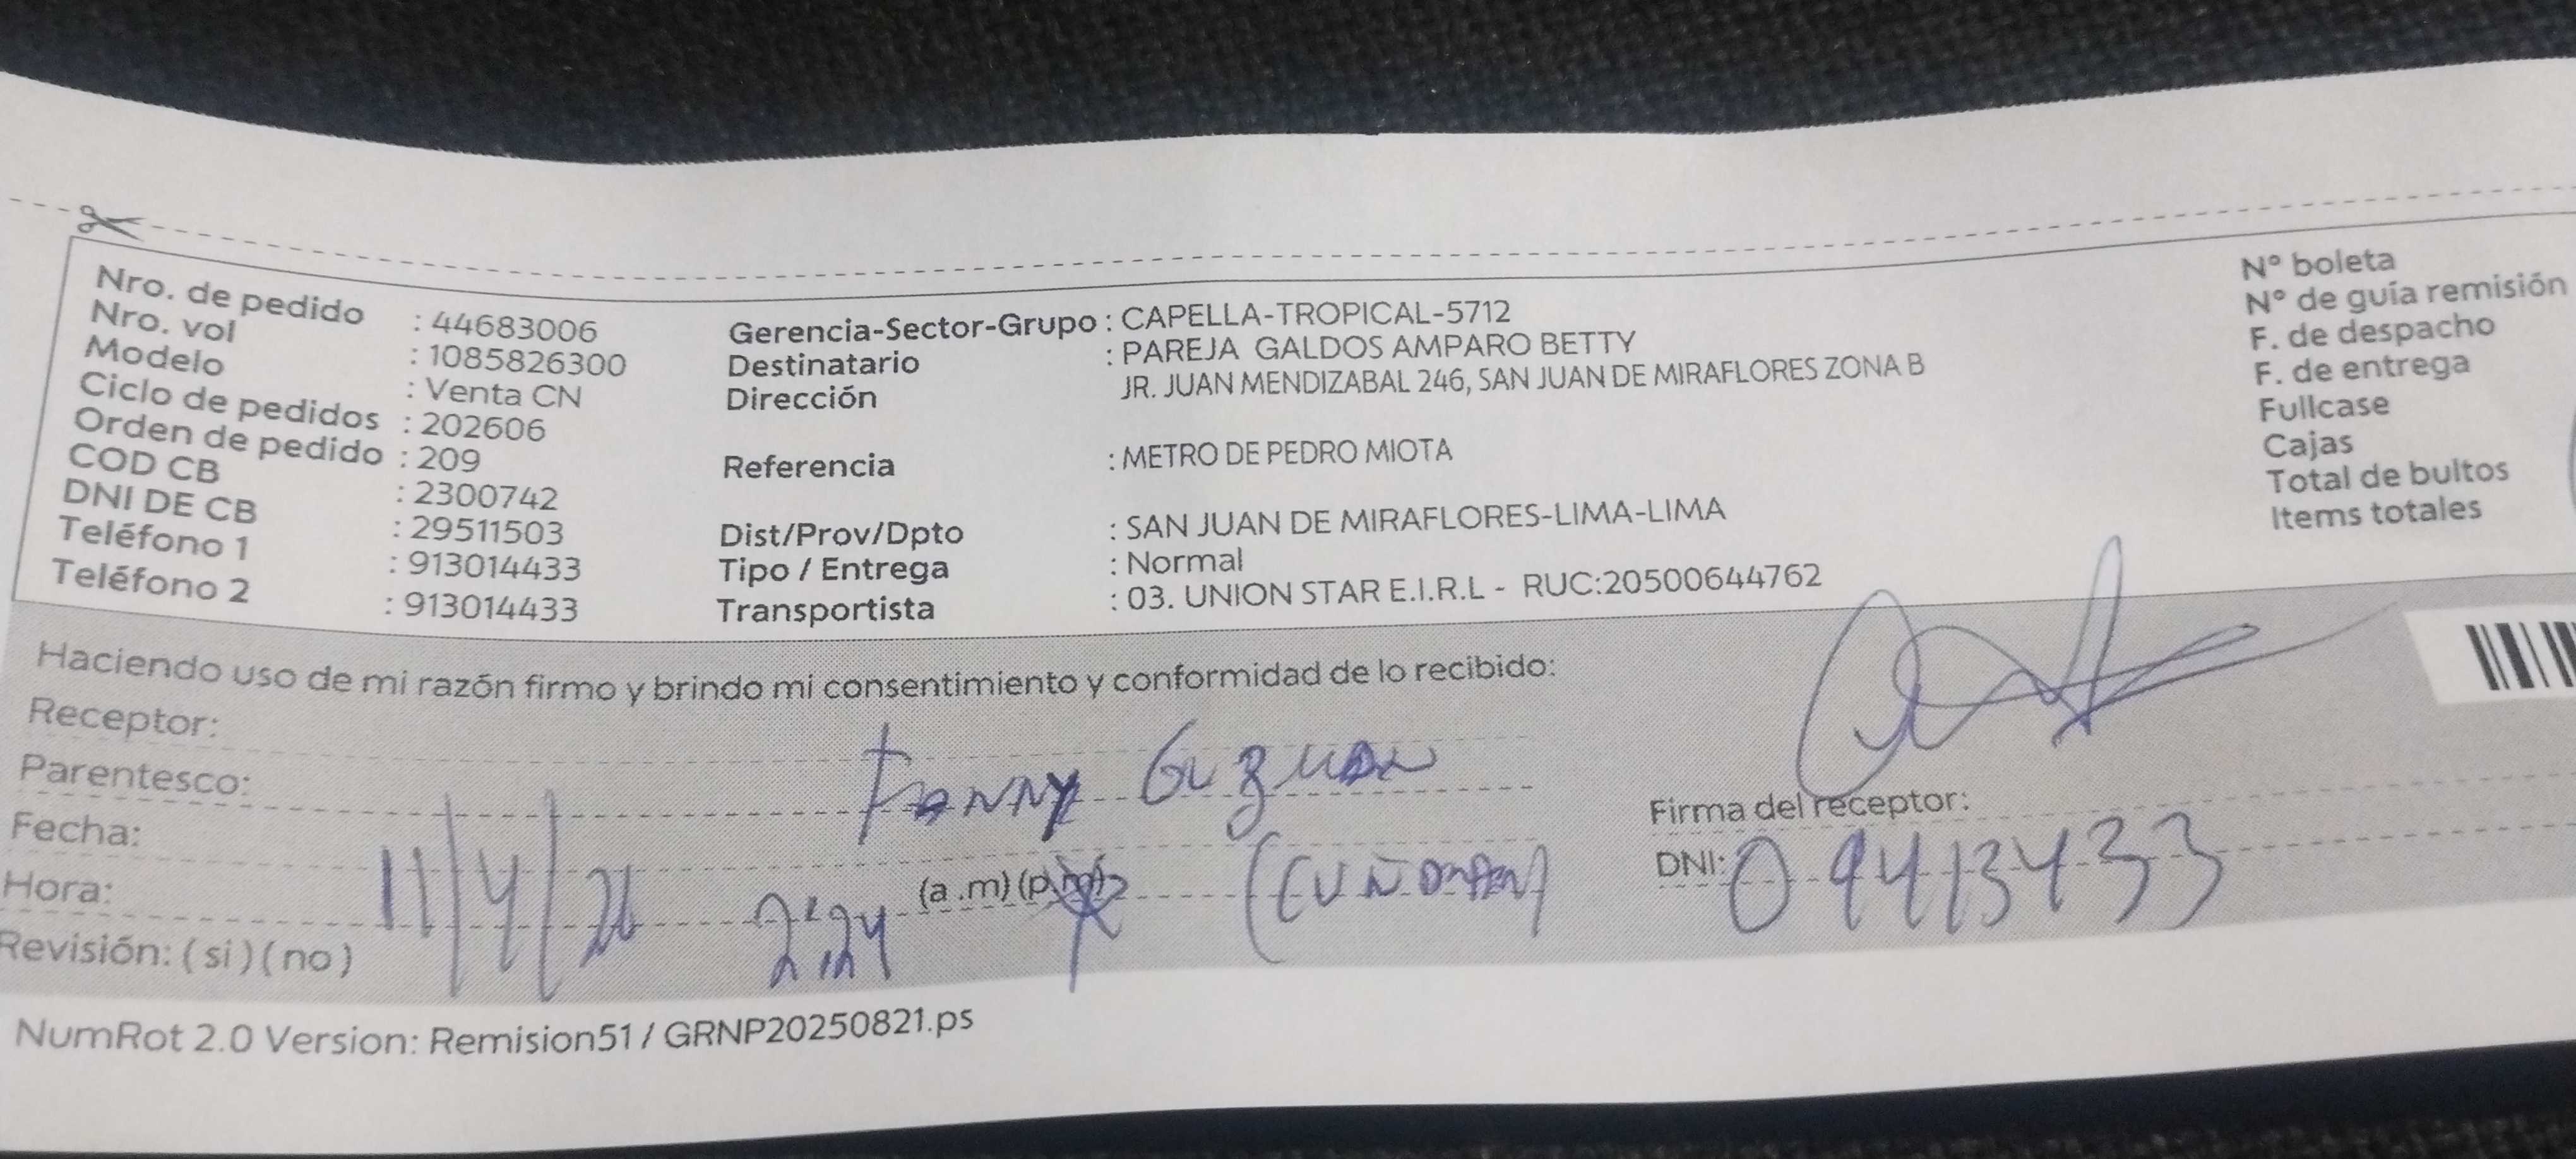 Nro. de pedido : 44683006
Nro. vol : 1085826300
Modelo : Venta CN
Ciclo de pedidos : 202606
Orden de pedido : 209
COD CB : 2300742
DNI DE CB : 29511503
Teléfono 1 : 913014433
Teléfono 2 : 913014433
Gerencia-Sector-Grupo : CAPELLA-TROPICAL-5712
Destinatario : PAREJA GALDOS AMPARO BETTY
Dirección JR. JUAN MENDIZABAL 246, SAN JUAN DE MIRAFLORES ZONA B
Referencia : METRO DE PEDRO MIOTA
Dist/Prov/Dpto : SAN JUAN DE MIRAFLORES-LIMA-LIMA
Tipo / Entrega : Normal
Transportista : 03. UNION STAR E.I.R.L - RUC:20500644762
N° boleta
N° de guía remisión
F. de despacho
F. de entrega
Fullcase
Cajas
Total de bultos
Items totales
Haciendo uso de mi razón firmo y brindo mi consentimiento y conformidad de lo recibido:
Receptor: Fanny Guzman
Parentesco:
Fecha: 11/4/26
Hora: 2:24 (a.m) (p.m)
Revisión: (si) (no)
Firma del receptor:
DNI: 09413433
NumRot 2.0 Version: Remision51 / GRNP20250821.ps